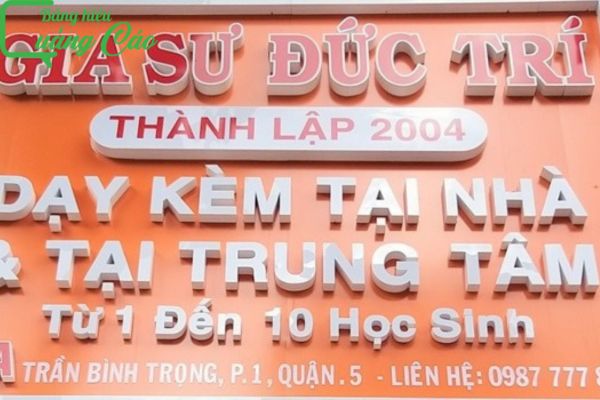 Bảng hiệu
Quảng Cáo
GIA SƯ ĐỨC TRÍ
THÀNH LẬP 2004
DẠY KÈM TẠI NHÀ
& TẠI TRUNG TÂM
Từ 1 Đến 10 Học Sinh
A TRẦN BÌNH TRỌNG, P.1, QUẬN.5 - LIÊN HỆ: 0987 777 8